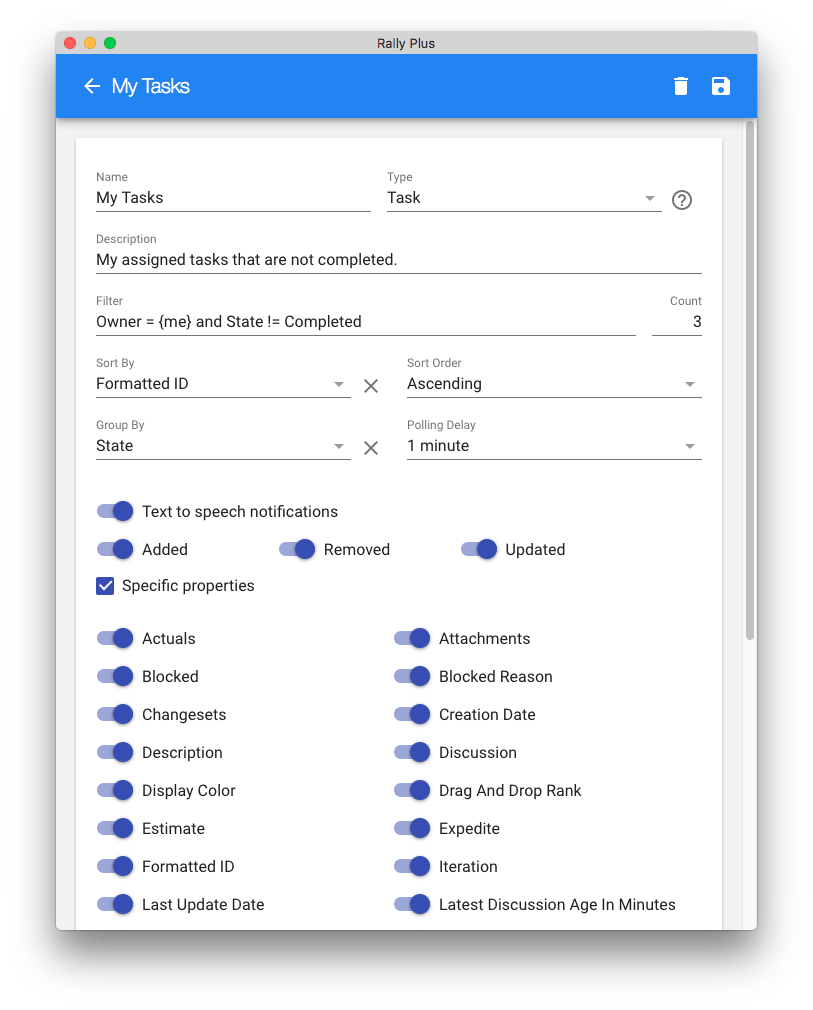 Rally Plus
My Tasks
Name Type
My Tasks Task
Description
My assigned tasks that are not completed.
Filter Count
Owner = {me} and State != Completed 3
Sort By Sort Order
Formatted ID Ascending
Group By Polling Delay
State 1 minute
Text to speech notifications
Added Removed Updated
Specific properties
Actuals Attachments
Blocked Blocked Reason
Changesets Creation Date
Description Discussion
Display Color Drag And Drop Rank
Estimate Expedite
Formatted ID Iteration
Last Update Date Latest Discussion Age In Minutes